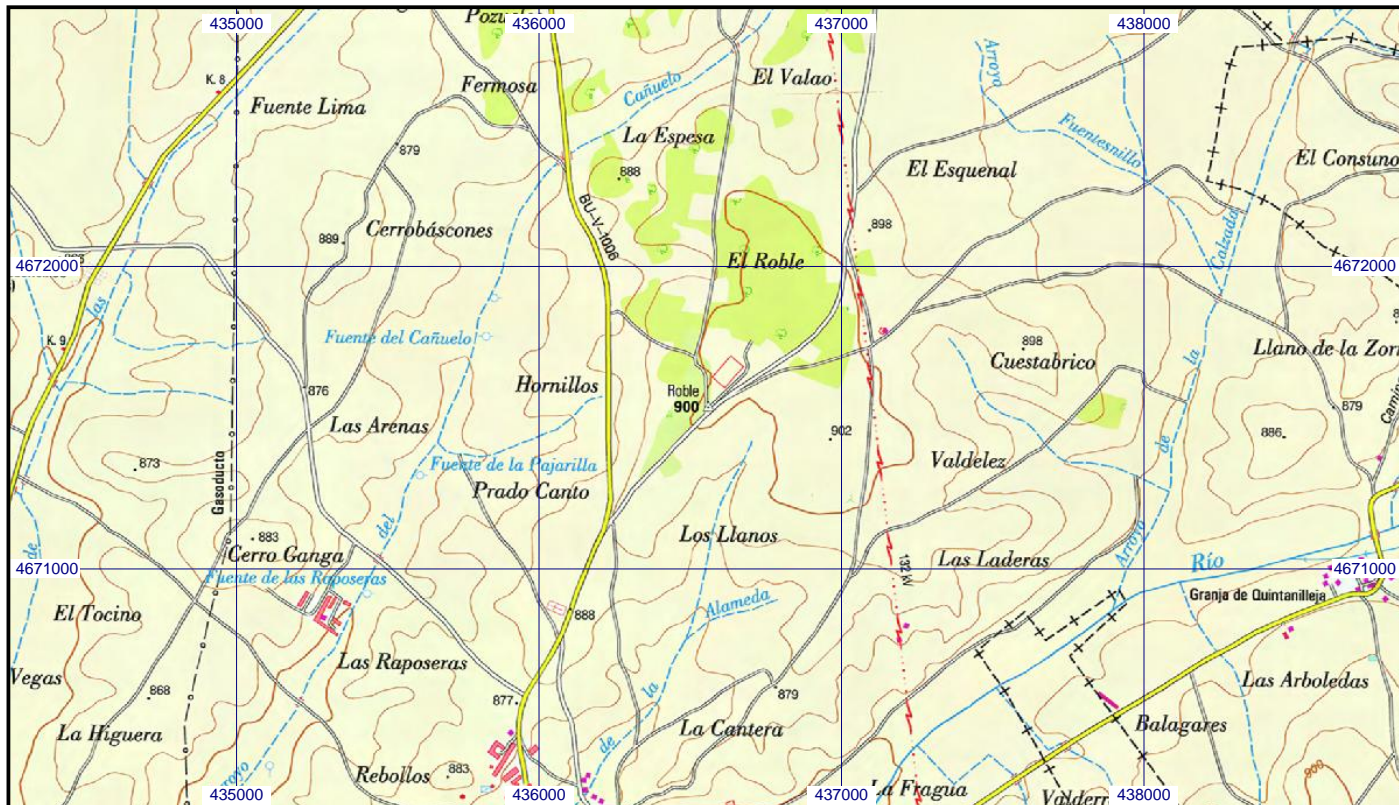 435000
436000
437000
438000
Fermosa
El Valao
Arroyo
K. 8
Fuente Lima
Cañuelo
La Espesa
Fuentesnillo
879
El Consuno
888
El Esquenal
BU-V-1006
Cerrobáscones
889
898
Calzada
El Roble
4672000
4672000
las
la
de
Arroyo
Fuente del Cañuelo
K. 9
898
Cuestabrico
Llano de la
Hornillos
Roble
900
876
879
Las Arenas
902
886
873
Gasoducto
Fuente de la Pajarilla
Valdelez
Prado Canto
del
Los Llanos
883
Cerro Ganga
de
132 kV
Las Laderas
Río
4671000
4671000
Fuente de las Raposeras
Granja de Quintanilleja
El Tocino
888
Alameda
la
de
Las Raposeras
Vegas
Las Arboledas
868
877
879
La Higuera
La Cantera
Balagares
Rebollos
883
900
La Fragua
435000
436000
437000
438000